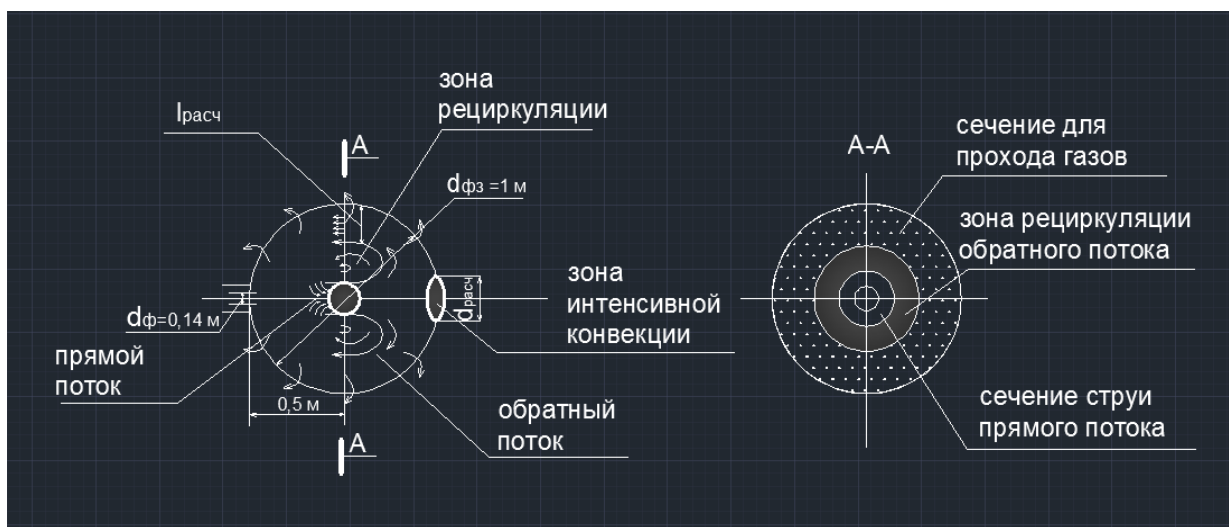 зона
рециркуляции
lрасч
А
dфз =1 м
dф=0,14 м
прямой
поток
0,5 м
А
dрасч
зона
интенсивной
конвекции
обратный
поток
А-А
сечение для
прохода газов
зона рециркуляции
обратного потока
сечение струи
прямого потока